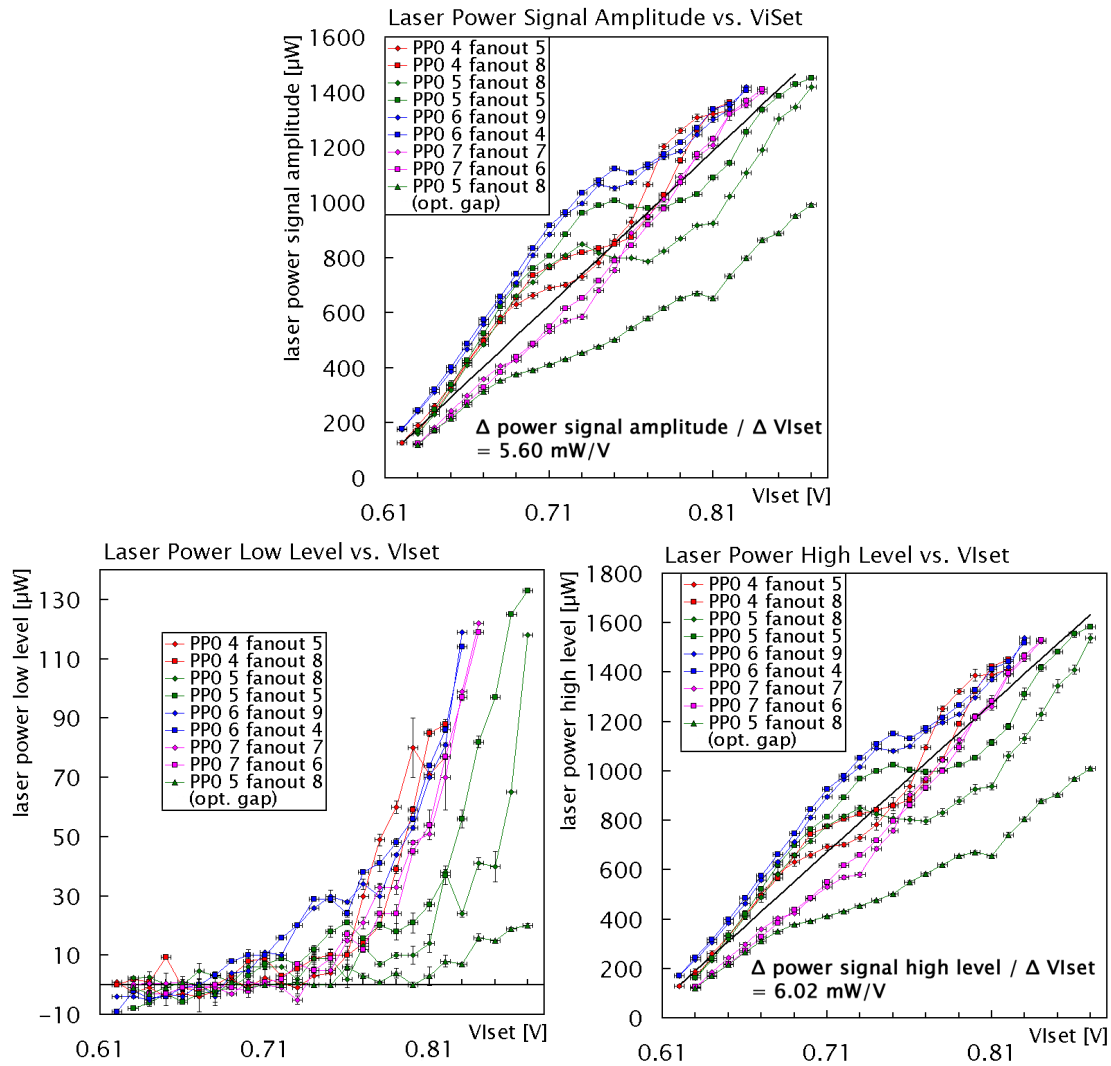 Laser Power Signal Amplitude vs. ViSet
laser power signal amplitude [µW]
1600
1400
1200
1000
800
600
400
200
0
PP0 4 fanout 5
PP0 4 fanout 8
PP0 5 fanout 8
PP0 5 fanout 5
PP0 6 fanout 9
PP0 6 fanout 4
PP0 7 fanout 7
PP0 7 fanout 6
PP0 5 fanout 8
(opt. gap)
Δ power signal amplitude / Δ VIset
= 5.60 mW/V
VIset [V]
0.61 0.71 0.81
Laser Power Low Level vs. VIset
laser power low level [µW]
130
110
90
70
50
30
10
-10
PP0 4 fanout 5
PP0 4 fanout 8
PP0 5 fanout 8
PP0 5 fanout 5
PP0 6 fanout 9
PP0 6 fanout 4
PP0 7 fanout 7
PP0 7 fanout 6
PP0 5 fanout 8
(opt. gap)
VIset [V]
0.61 0.71 0.81
Laser Power High Level vs. VIset
laser power high level [µW]
1800
1600
1400
1200
1000
800
600
400
200
0
PP0 4 fanout 5
PP0 4 fanout 8
PP0 5 fanout 8
PP0 5 fanout 5
PP0 6 fanout 9
PP0 6 fanout 4
PP0 7 fanout 7
PP0 7 fanout 6
PP0 5 fanout 8
(opt. gap)
Δ power signal high level / Δ VIset
= 6.02 mW/V
VIset [V]
0.61 0.71 0.81